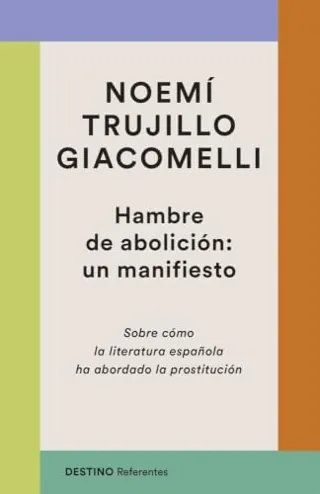 NOEMÍ
TRUJILLO
GIACOMELLI
Hambre
de abolición:
un manifiesto
Sobre cómo
la literatura española
ha abordado la prostitución
DESTINO Referentes